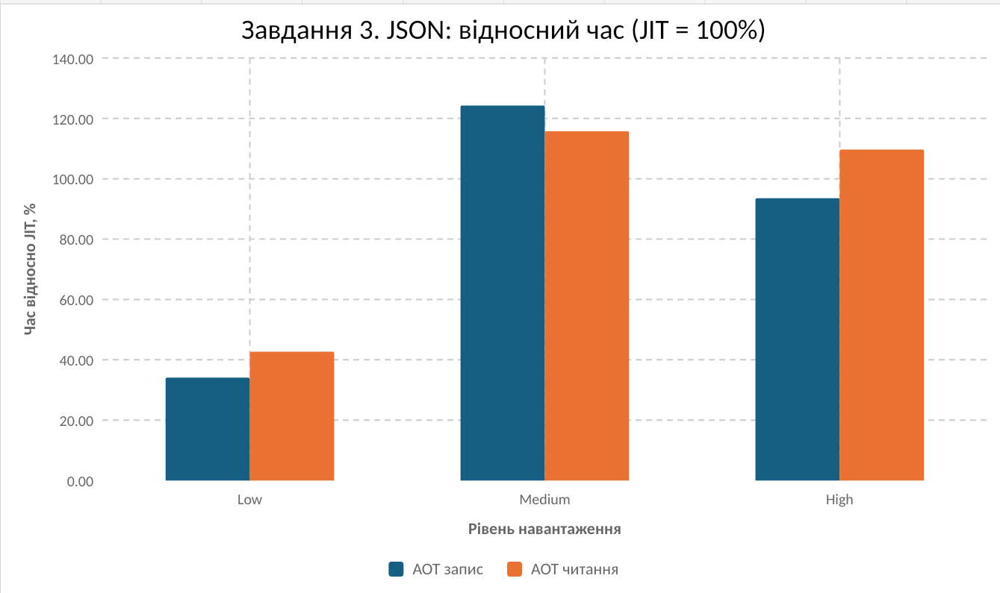 Завдання 3. JSON: відносний час (JIT = 100%)
140.00
120.00
100.00
80.00
60.00
40.00
20.00
0.00
Час відносно JIT, %
Low Medium High
Рівень навантаження
AOT запис AOT читання